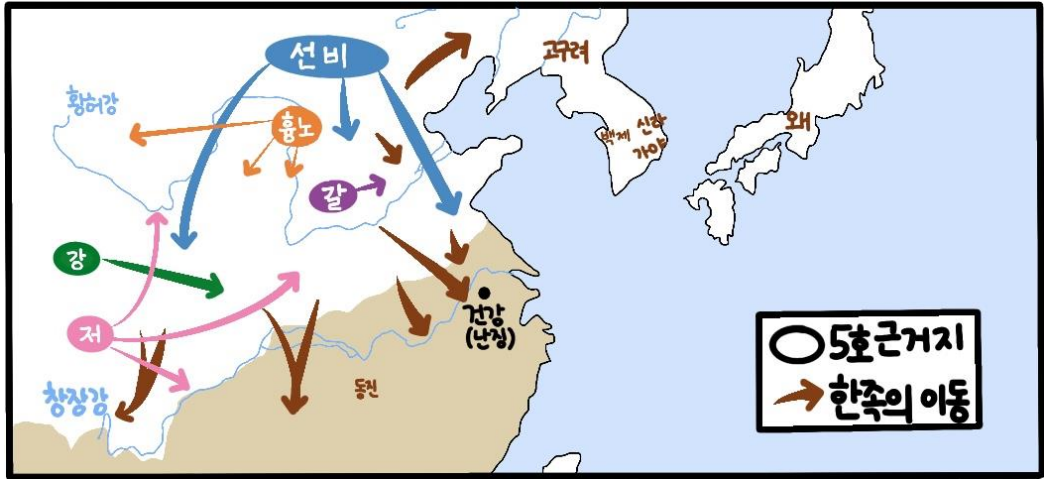 선비
고구려
황허강
흉노
왜
신라
백제
가야
갈
강
건강
(난징)
저
5호근거지
동진
창장강
한족의 이동